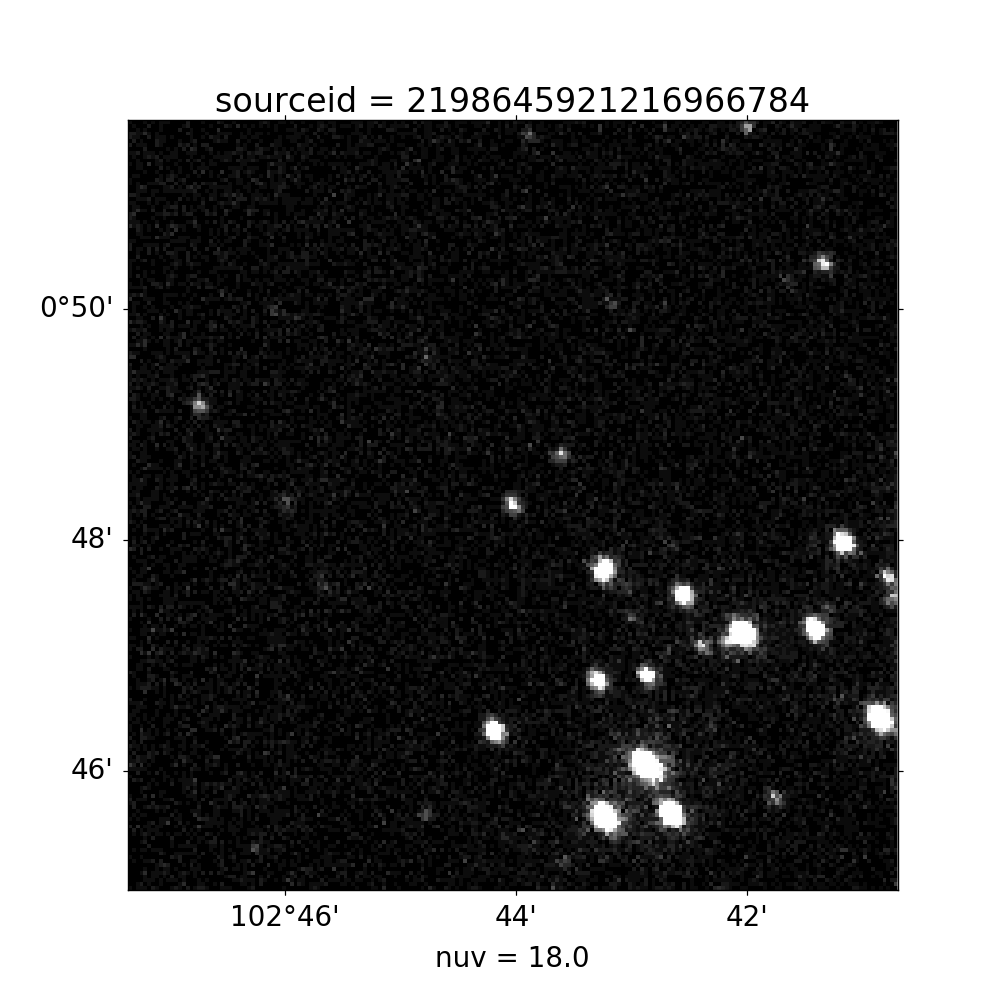 sourceid = 2198645921216966784
0°50'
48'
46'
102°46' 44' 42'
nuv = 18.0